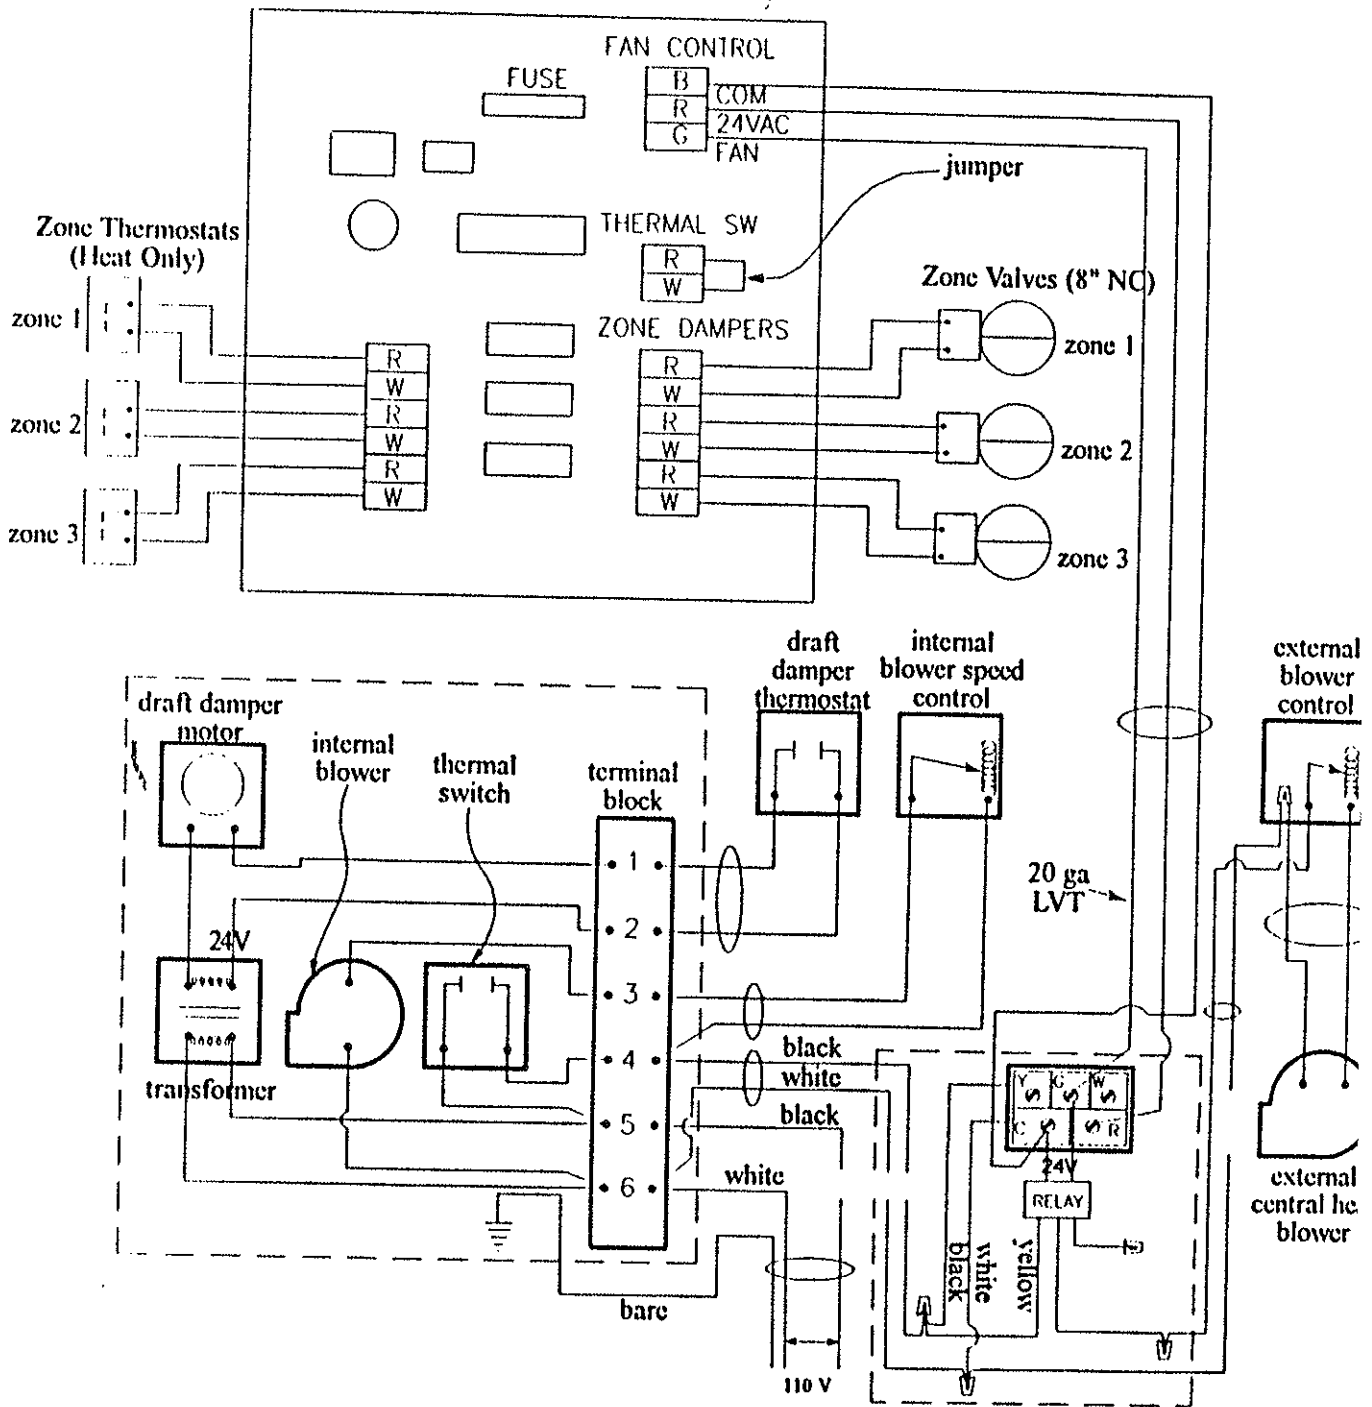 FAN CONTROL
FUSE
B
COM
R
24VAC
G
FAN
jumper
Zone Thermostats
(Heat Only)
THERMAL SW
R
W
Zone Valves (8" NC)
zone 1
zone 2
zone 3
R
W
R
W
R
W
ZONE DAMPERS
R
W
R
W
R
W
zone 1
zone 2
zone 3
draft damper
motor
internal
blower
thermal
switch
terminal
block
draft
damper
thermostat
internal
blower speed
control
external
blower
control
20 ga
LVT
1
2
3
4
5
6
24V
transformer
black
white
black
white
bare
110 V
Y
G
W
C
R
24V
RELAY
black
white
yellow
external
central he
blower